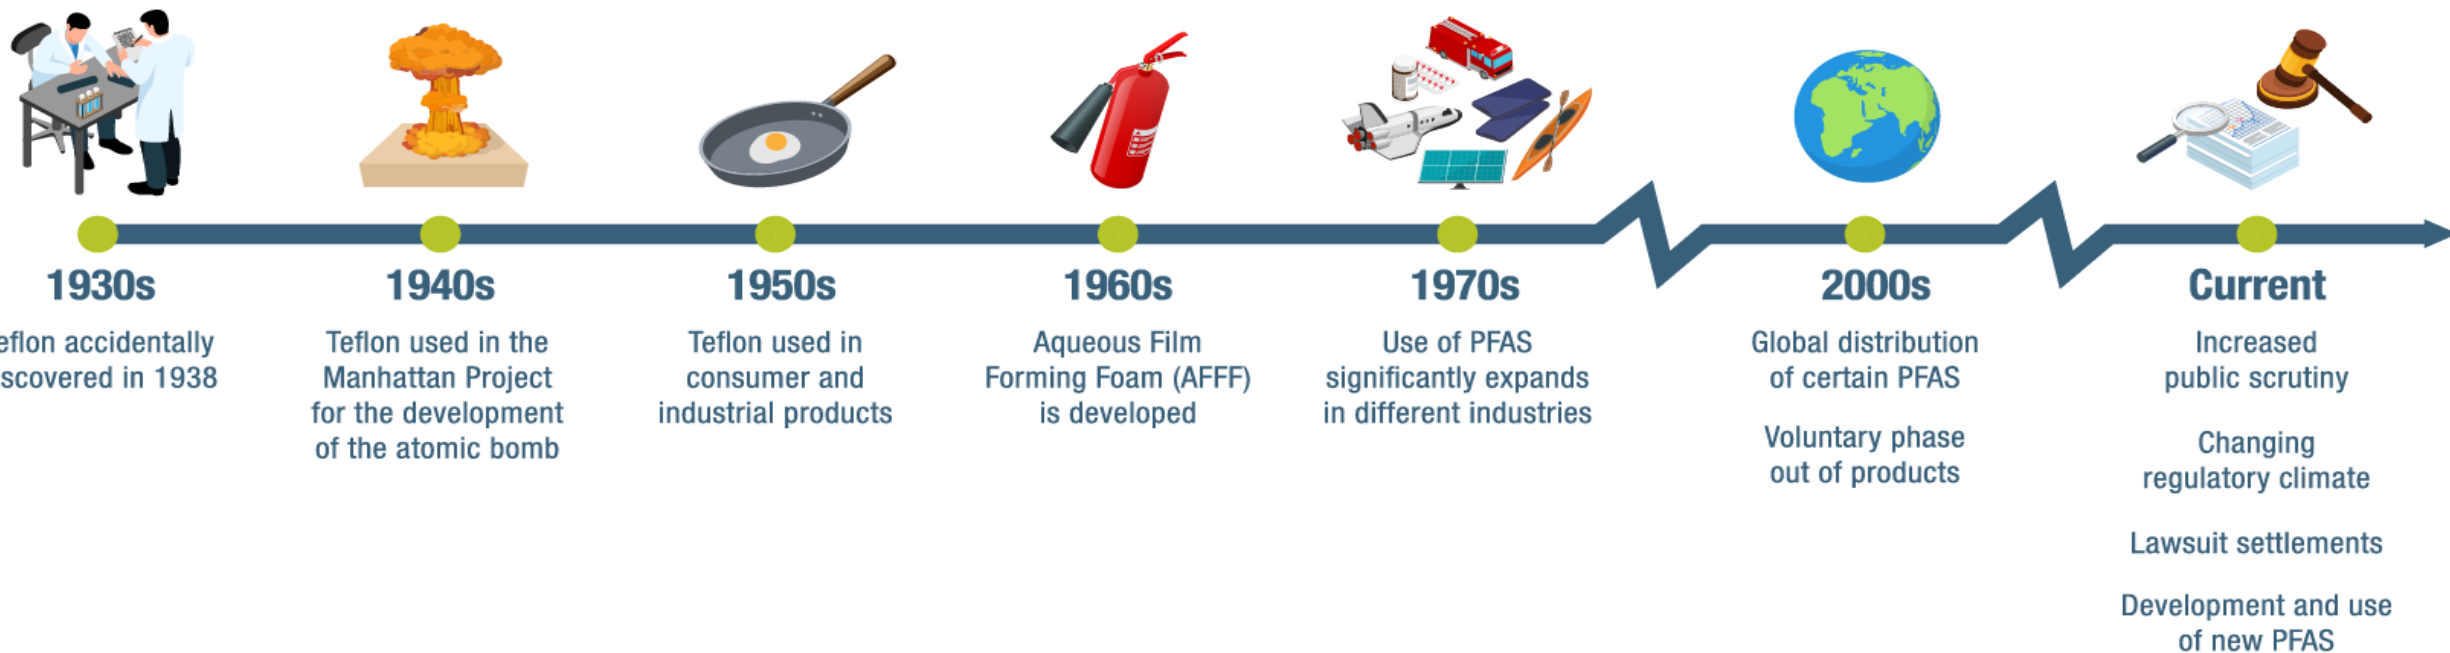 1930s
eflon accidentally
scovered in 1938
1940s
Teflon used in the
Manhattan Project
for the development
of the atomic bomb
1950s
Teflon used in
consumer and
industrial products
1960s
Aqueous Film
Forming Foam (AFFF)
is developed
1970s
Use of PFAS
significantly expands
in different industries
2000s
Global distribution
of certain PFAS
Voluntary phase
out of products
Current
Increased
public scrutiny
Changing
regulatory climate
Lawsuit settlements
Development and use
of new PFAS